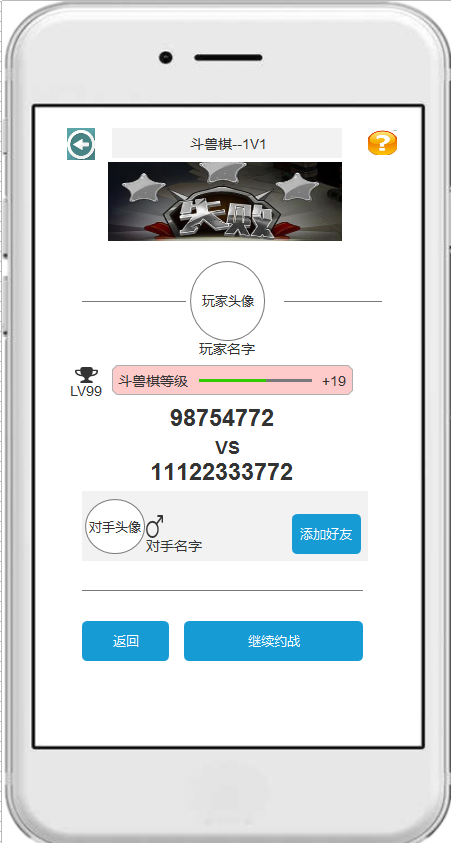 斗兽棋--1V1
?
失败
玩家头像
玩家名字
LV99
斗兽棋等级
+19
98754772
VS
11122333772
对手头像
对手名字
添加好友
返回
继续约战